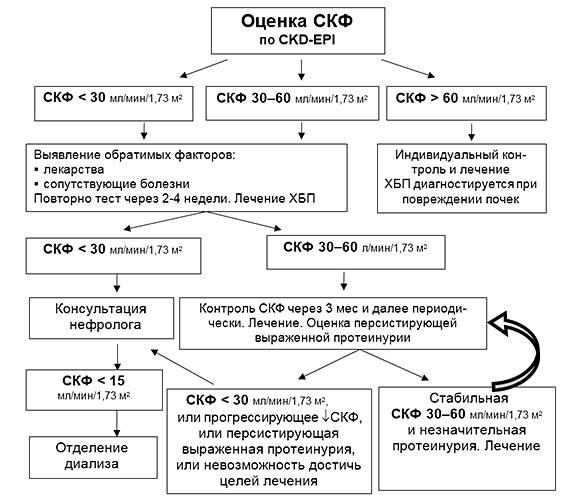 Оценка СКФ
по CKD-EPI
СКФ < 30 мл/мин/1,73 м²
СКФ 30–60 мл/мин/1,73 м²
СКФ > 60 мл/мин/1,73 м²
Выявление обратимых факторов:
▪ лекарства
▪ сопутствующие болезни
Повторно тест через 2-4 недели. Лечение ХБП
Индивидуальный кон-
троль и лечение
ХБП диагностируется при
повреждении почек
СКФ < 30 мл/мин/1,73 м²
СКФ 30–60 л/мин/1,73 м²
Консультация
нефролога
Контроль СКФ через 3 мес и далее периоди-
чески. Лечение. Оценка персистирующей
выраженной протеинурии
СКФ < 15
мл/мин/1,73 м²
Отделение
диализа
СКФ < 30 мл/мин/1,73 м²,
или прогрессирующее ↓СКФ,
или персистирующая
выраженная протеинурия,
или невозможность достичь
целей лечения
Стабильная
СКФ 30–60 мл/мин/1,73 м²
и незначительная
протеинурия. Лечение